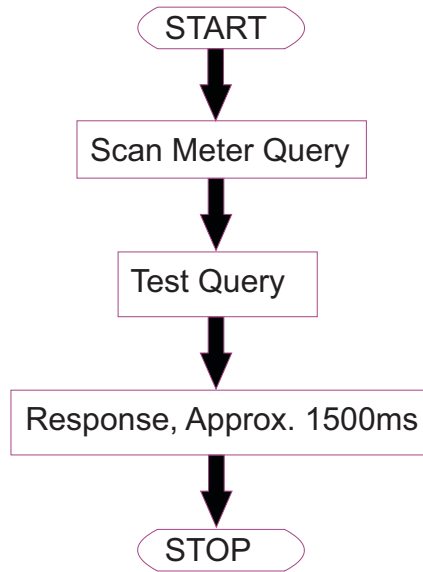 START
Scan Meter Query
Test Query
Response, Approx. 1500ms
STOP